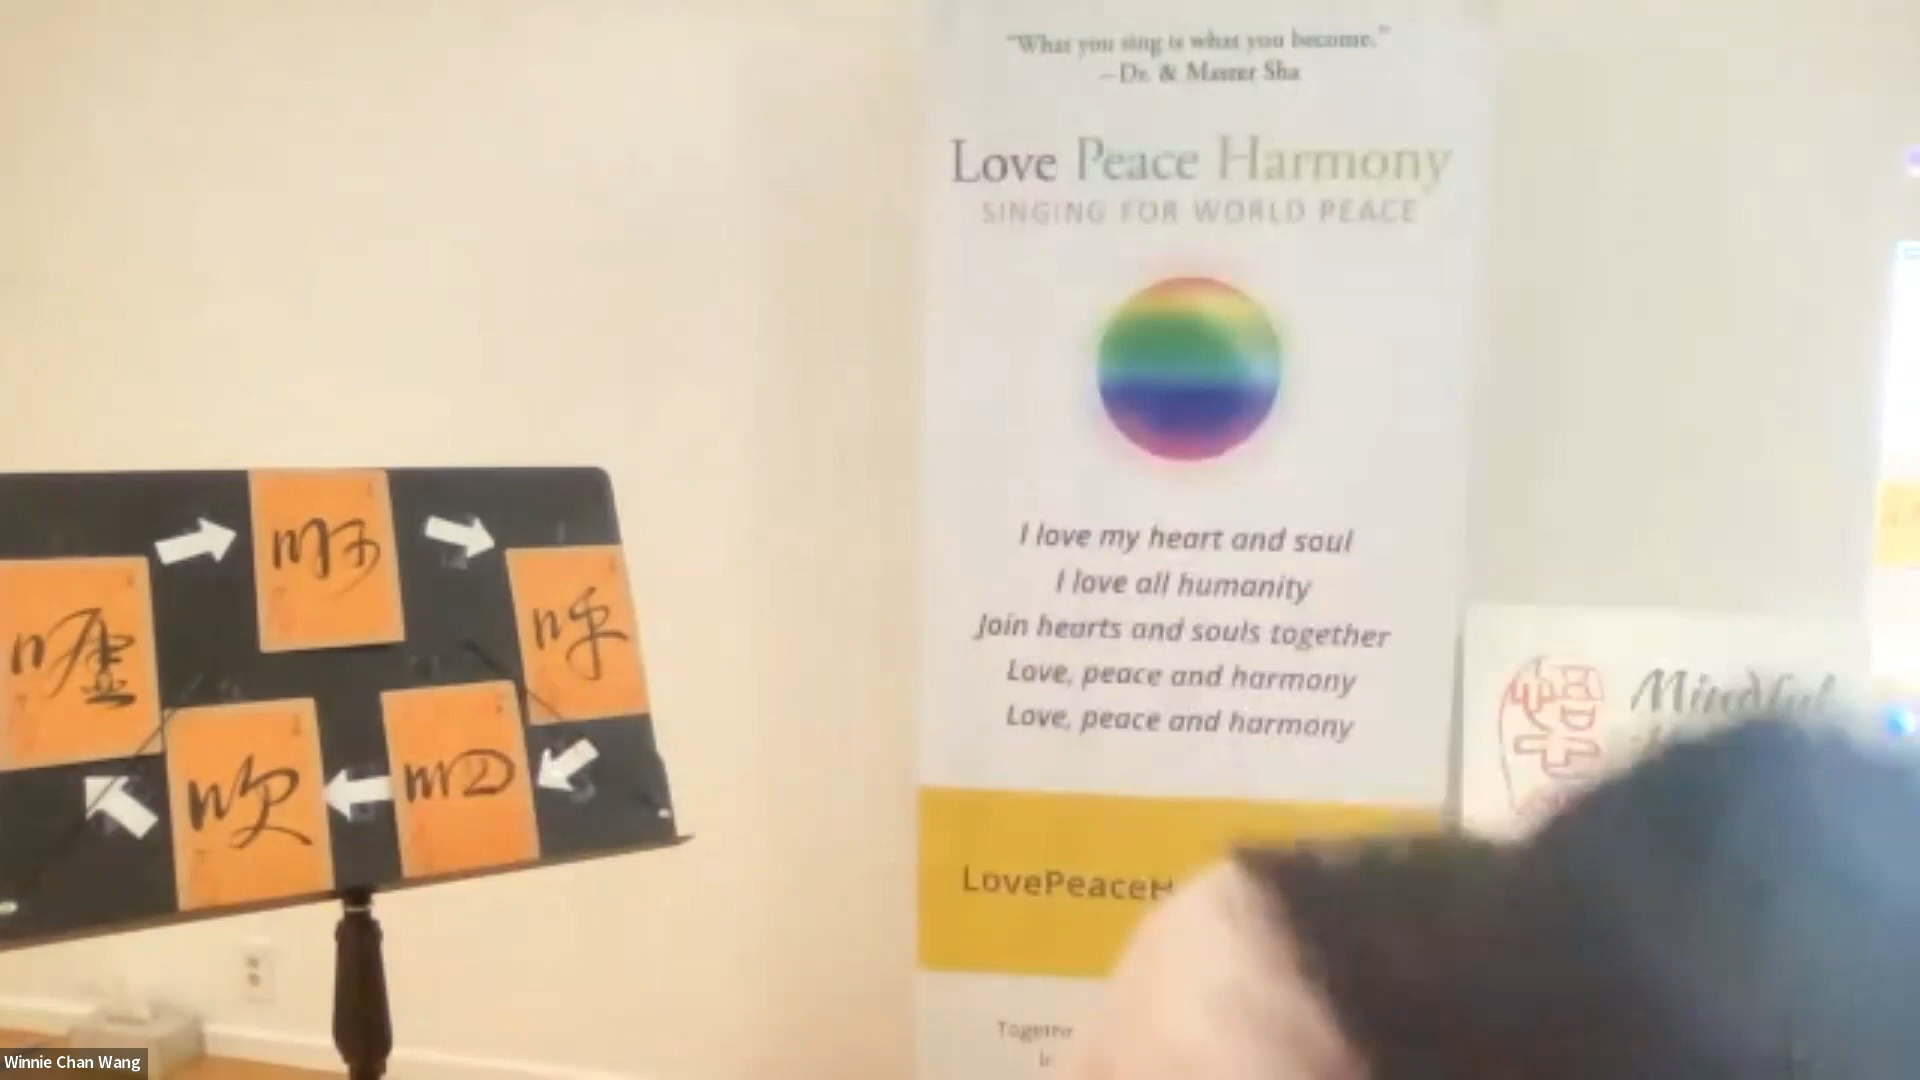 嘘
呼
吹
呬
"What you sing is what you become."
– Dr. & Master Sha
Love Peace Harmony
SINGING FOR WORLD PEACE
I love my heart and soul
I love all humanity
Join hearts and souls together
Love, peace and harmony
Love, peace and harmony
LovePeaceH
Mindful
Winnie Chan Wang